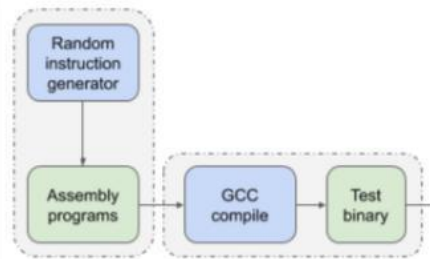 Random
instruction
generator
Assembly
programs
GCC
compile
Test
binary